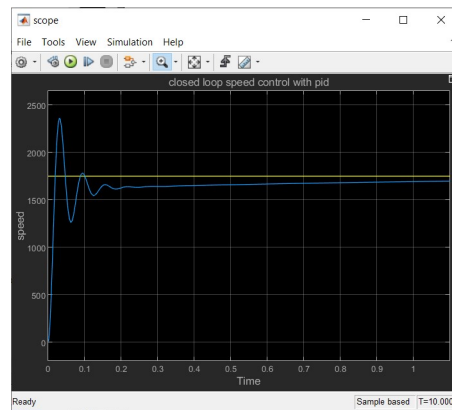 scope
File Tools View Simulation Help
closed loop speed control with pid
2500
2000
1500
1000
500
0
speed
0 0.1 0.2 0.3 0.4 0.5 0.6 0.7 0.8 0.9 1
Time
Ready
Sample based T=10.000